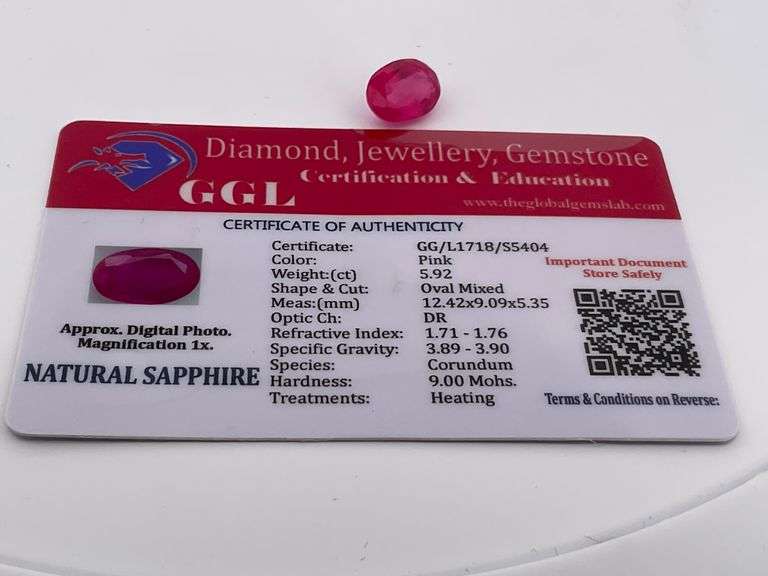 Diamond, Jewellery, Gemstone
GGL
Certification & Education
www.theglobalgemslab.com
CERTIFICATE OF AUTHENTICITY
Approx. Digital Photo.
Magnification 1x.
NATURAL SAPPHIRE
Certificate: GG/L1718/S5404
Color: Pink
Weight:(ct) 5.92
Shape & Cut: Oval Mixed
Meas:(mm) 12.42x9.09x5.35
Optic Ch: DR
Refractive Index: 1.71 - 1.76
Specific Gravity: 3.89 - 3.90
Species: Corundum
Hardness: 9.00 Mohs.
Treatments: Heating
Important Document
Store Safely
Terms & Conditions on Reverse: